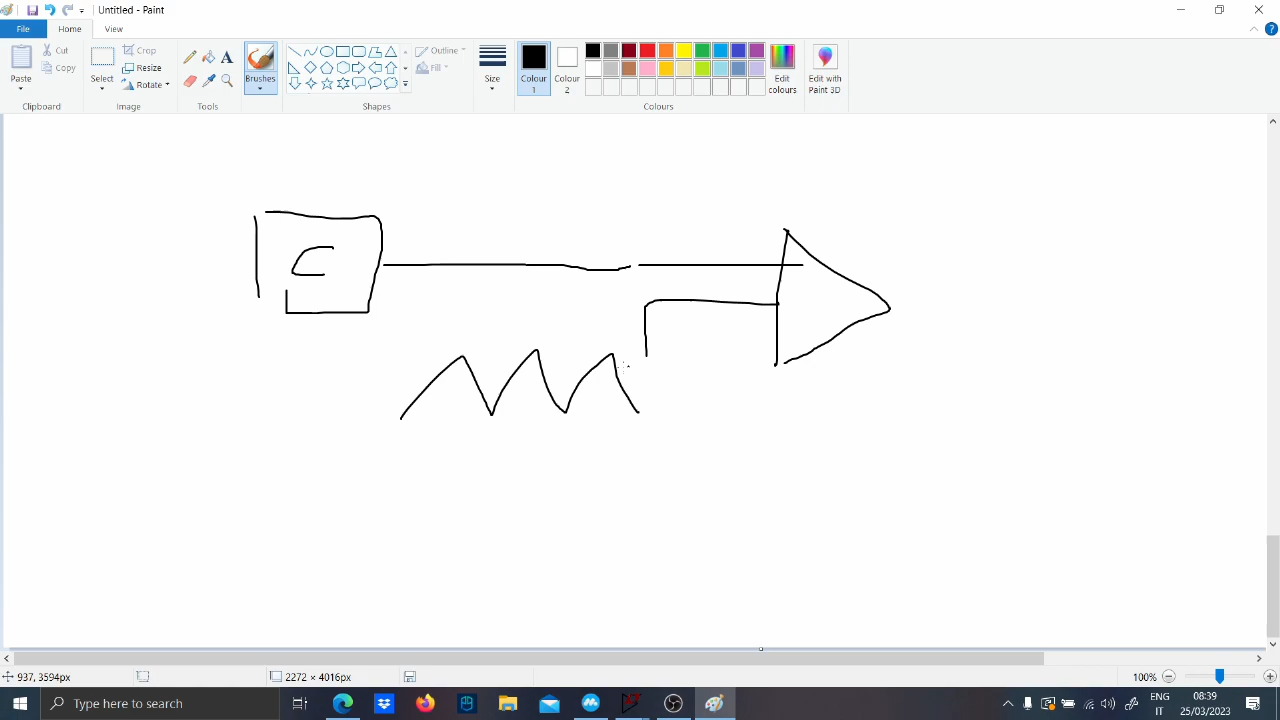 Untitled - Paint
File
Home
View
Paste
Cut
Copy
Clipboard
Select
Crop
Resize
Rotate
Image
Tools
A
Brushes
Shapes
Outline
Fill
Size
Colour 1
Colour 2
Edit colours
Colours
Edit with Paint 3D
C
937, 3594px
2272 × 4016px
100%
Type here to search
ENG
IT
08:39
25/03/2023